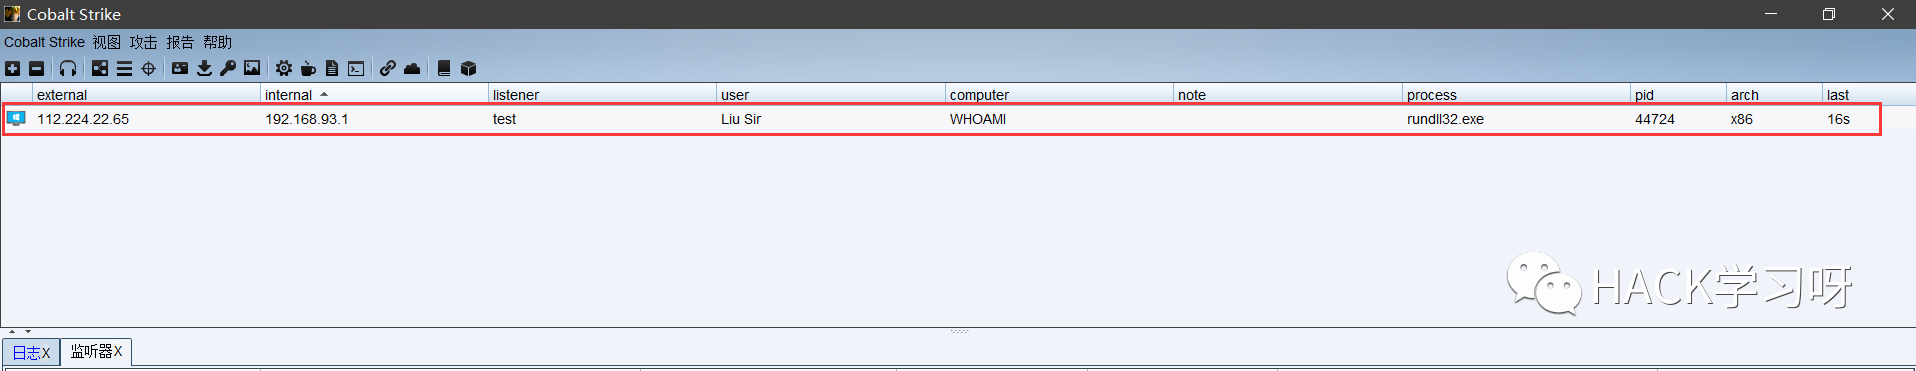 Cobalt Strike
Cobalt Strike 视图 攻击 报告 帮助
external internal listener user computer note process pid arch last
112.224.22.65 192.168.93.1 test Liu Sir WHOAMI rundll32.exe 44724 x86 16s
HACK学习呀
日志X 监听器X